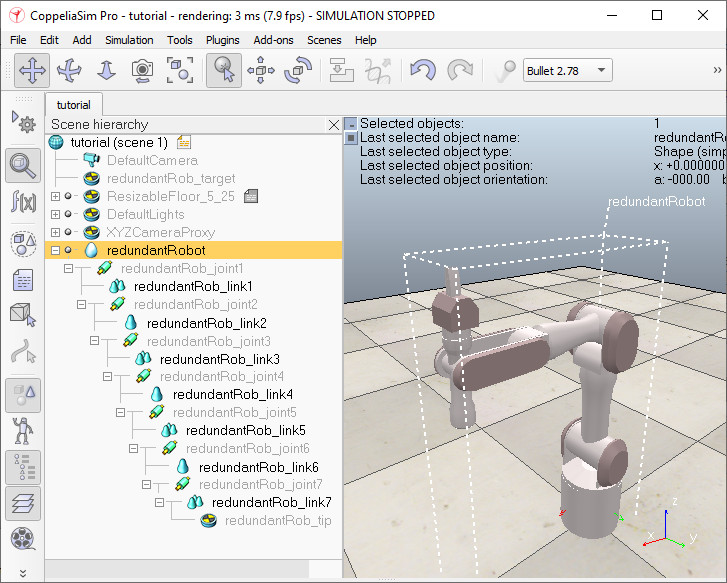 CoppeliaSim Pro - tutorial - rendering: 3 ms (7.9 fps) - SIMULATION STOPPED
File Edit Add Simulation Tools Plugins Add-ons Scenes Help
Bullet 2.78 »
tutorial
Scene hierarchy
tutorial (scene 1)
DefaultCamera
redundantRob_target
ResizableFloor_5_25
DefaultLights
XYZCameraProxy
redundantRobot
redundantRob_joint1
redundantRob_link1
redundantRob_joint2
redundantRob_link2
redundantRob_joint3
redundantRob_link3
redundantRob_joint4
redundantRob_link4
redundantRob_joint5
redundantRob_link5
redundantRob_joint6
redundantRob_link6
redundantRob_joint7
redundantRob_link7
redundantRob_tip
f(x)
Selected objects: 1
Last selected object name: redundantR
Last selected object type: Shape (simp
Last selected object position: x: +0.000000
Last selected object orientation: a: -000.00
redundantRobot
z
x
y